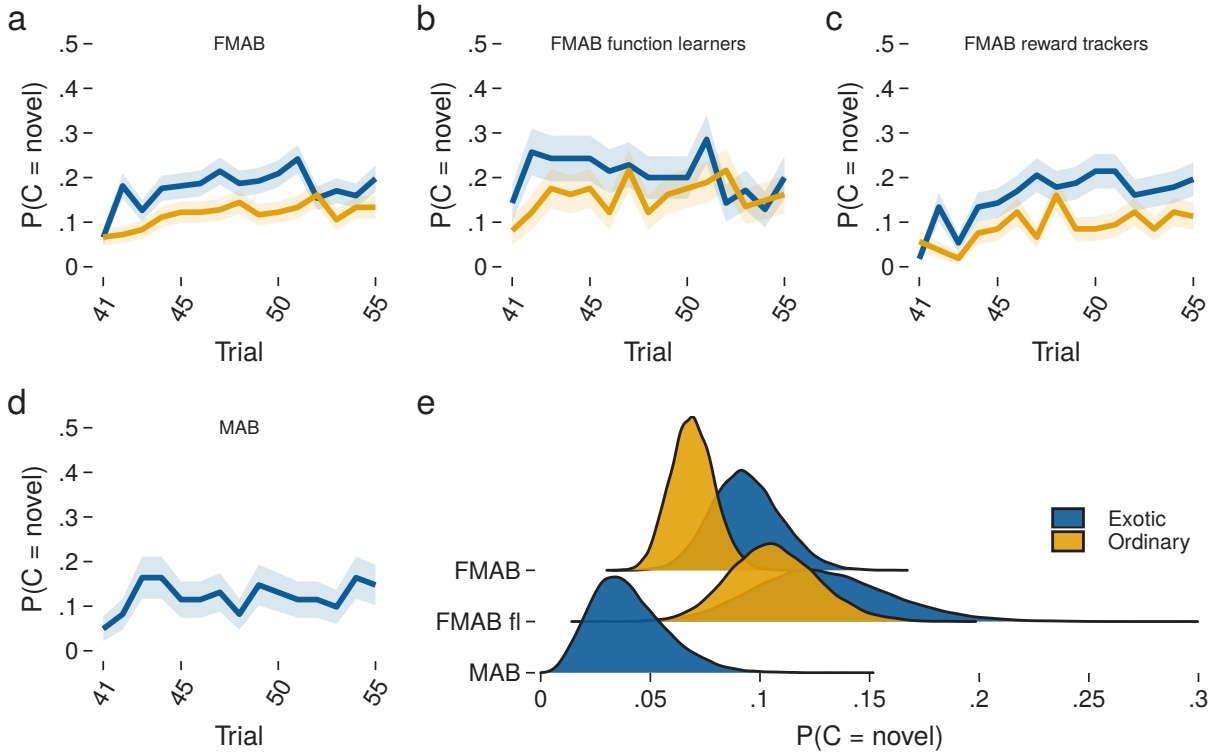 a
FMAB
.5
.4
.3
.2
.1
0
P(C = novel)
41
45
50
55
Trial
b
FMAB function learners
.5
.4
.3
.2
.1
0
P(C = novel)
41
45
50
55
Trial
c
FMAB reward trackers
.5
.4
.3
.2
.1
0
P(C = novel)
41
45
50
55
Trial
d
MAB
.5
.4
.3
.2
.1
0
P(C = novel)
41
45
50
55
Trial
e
Exotic
Ordinary
FMAB
FMAB fl
MAB
0
.05
.1
.15
.2
.25
.3
P(C = novel)